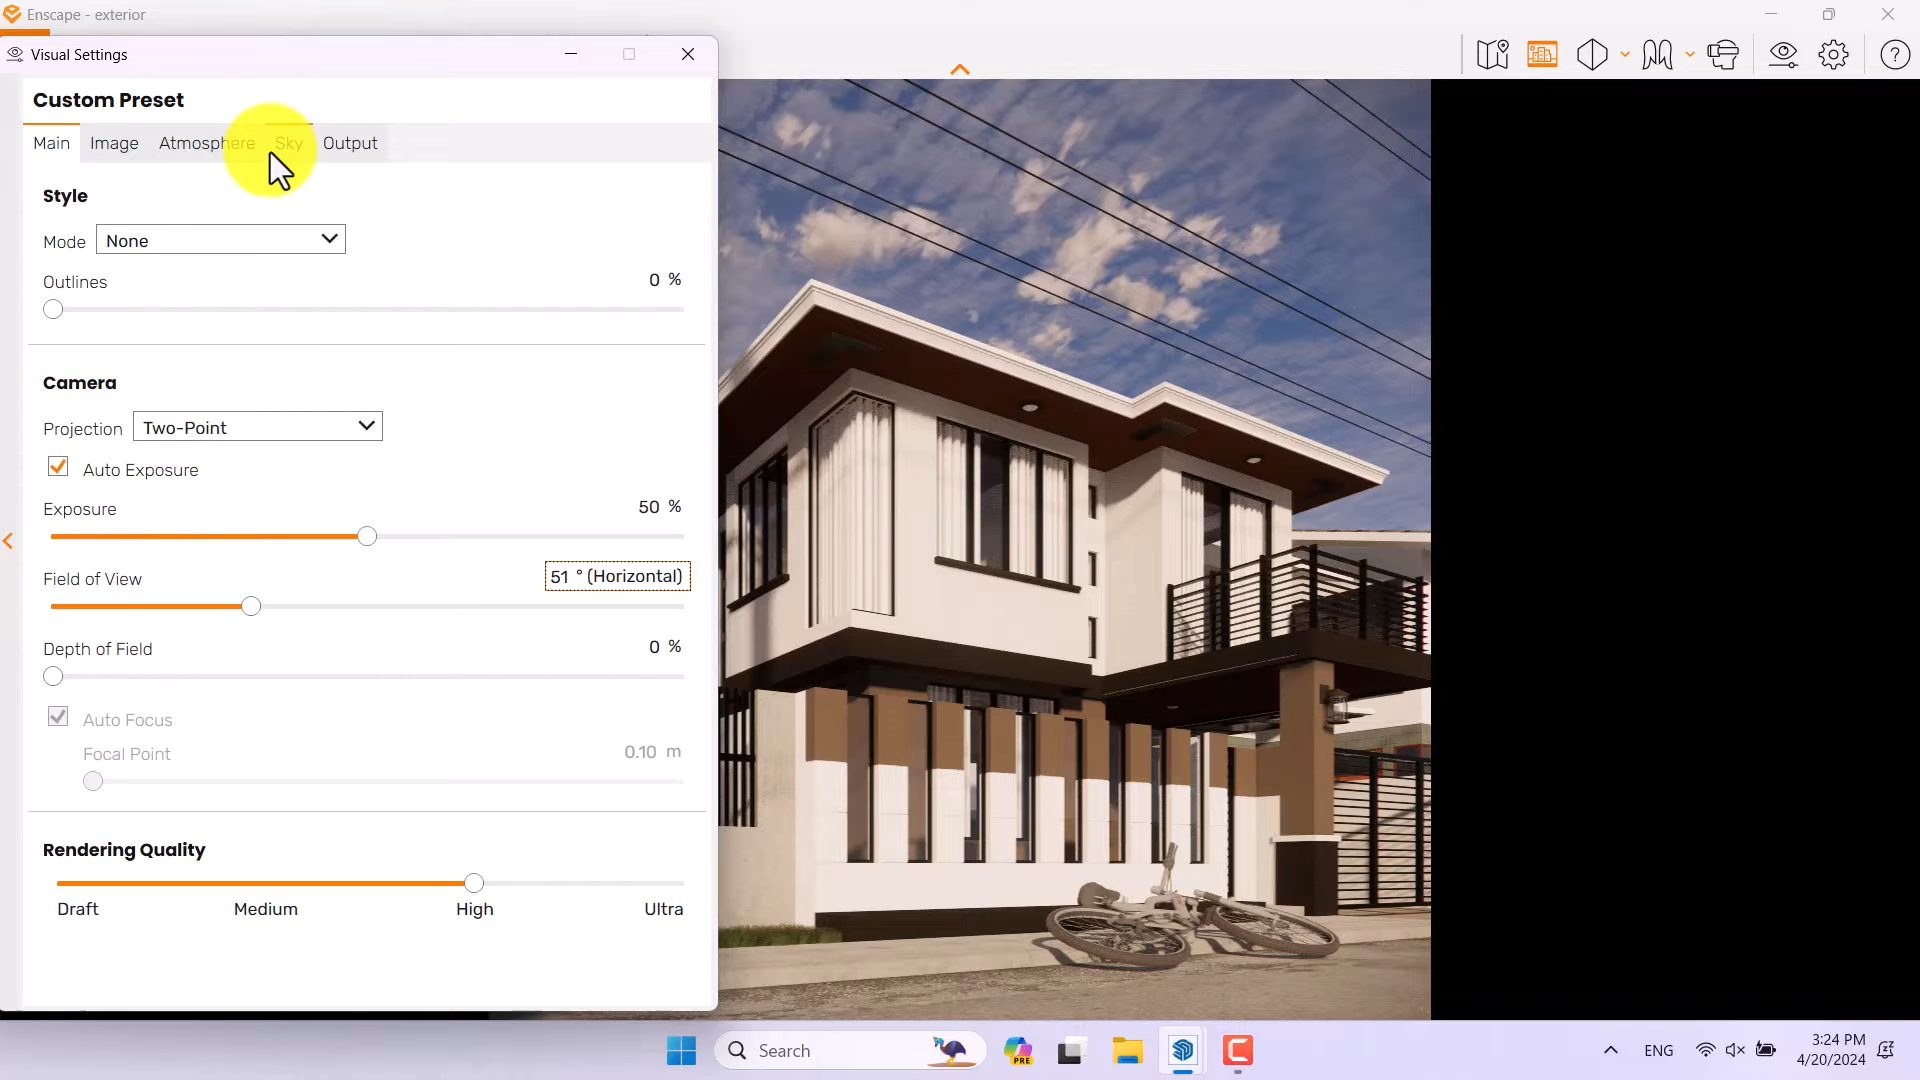 Enscape - exterior
Visual Settings
Custom Preset
Main Image Atmosphere Sky Output
Style
Mode None
Outlines 0 %
Camera
Projection Two-Point
Auto Exposure
Exposure 50 %
Field of View 51 ° (Horizontal)
Depth of Field 0 %
Auto Focus
Focal Point 0.10 m
Rendering Quality
Draft Medium High Ultra
Search
PRE
ENG
3:24 PM
4/20/2024